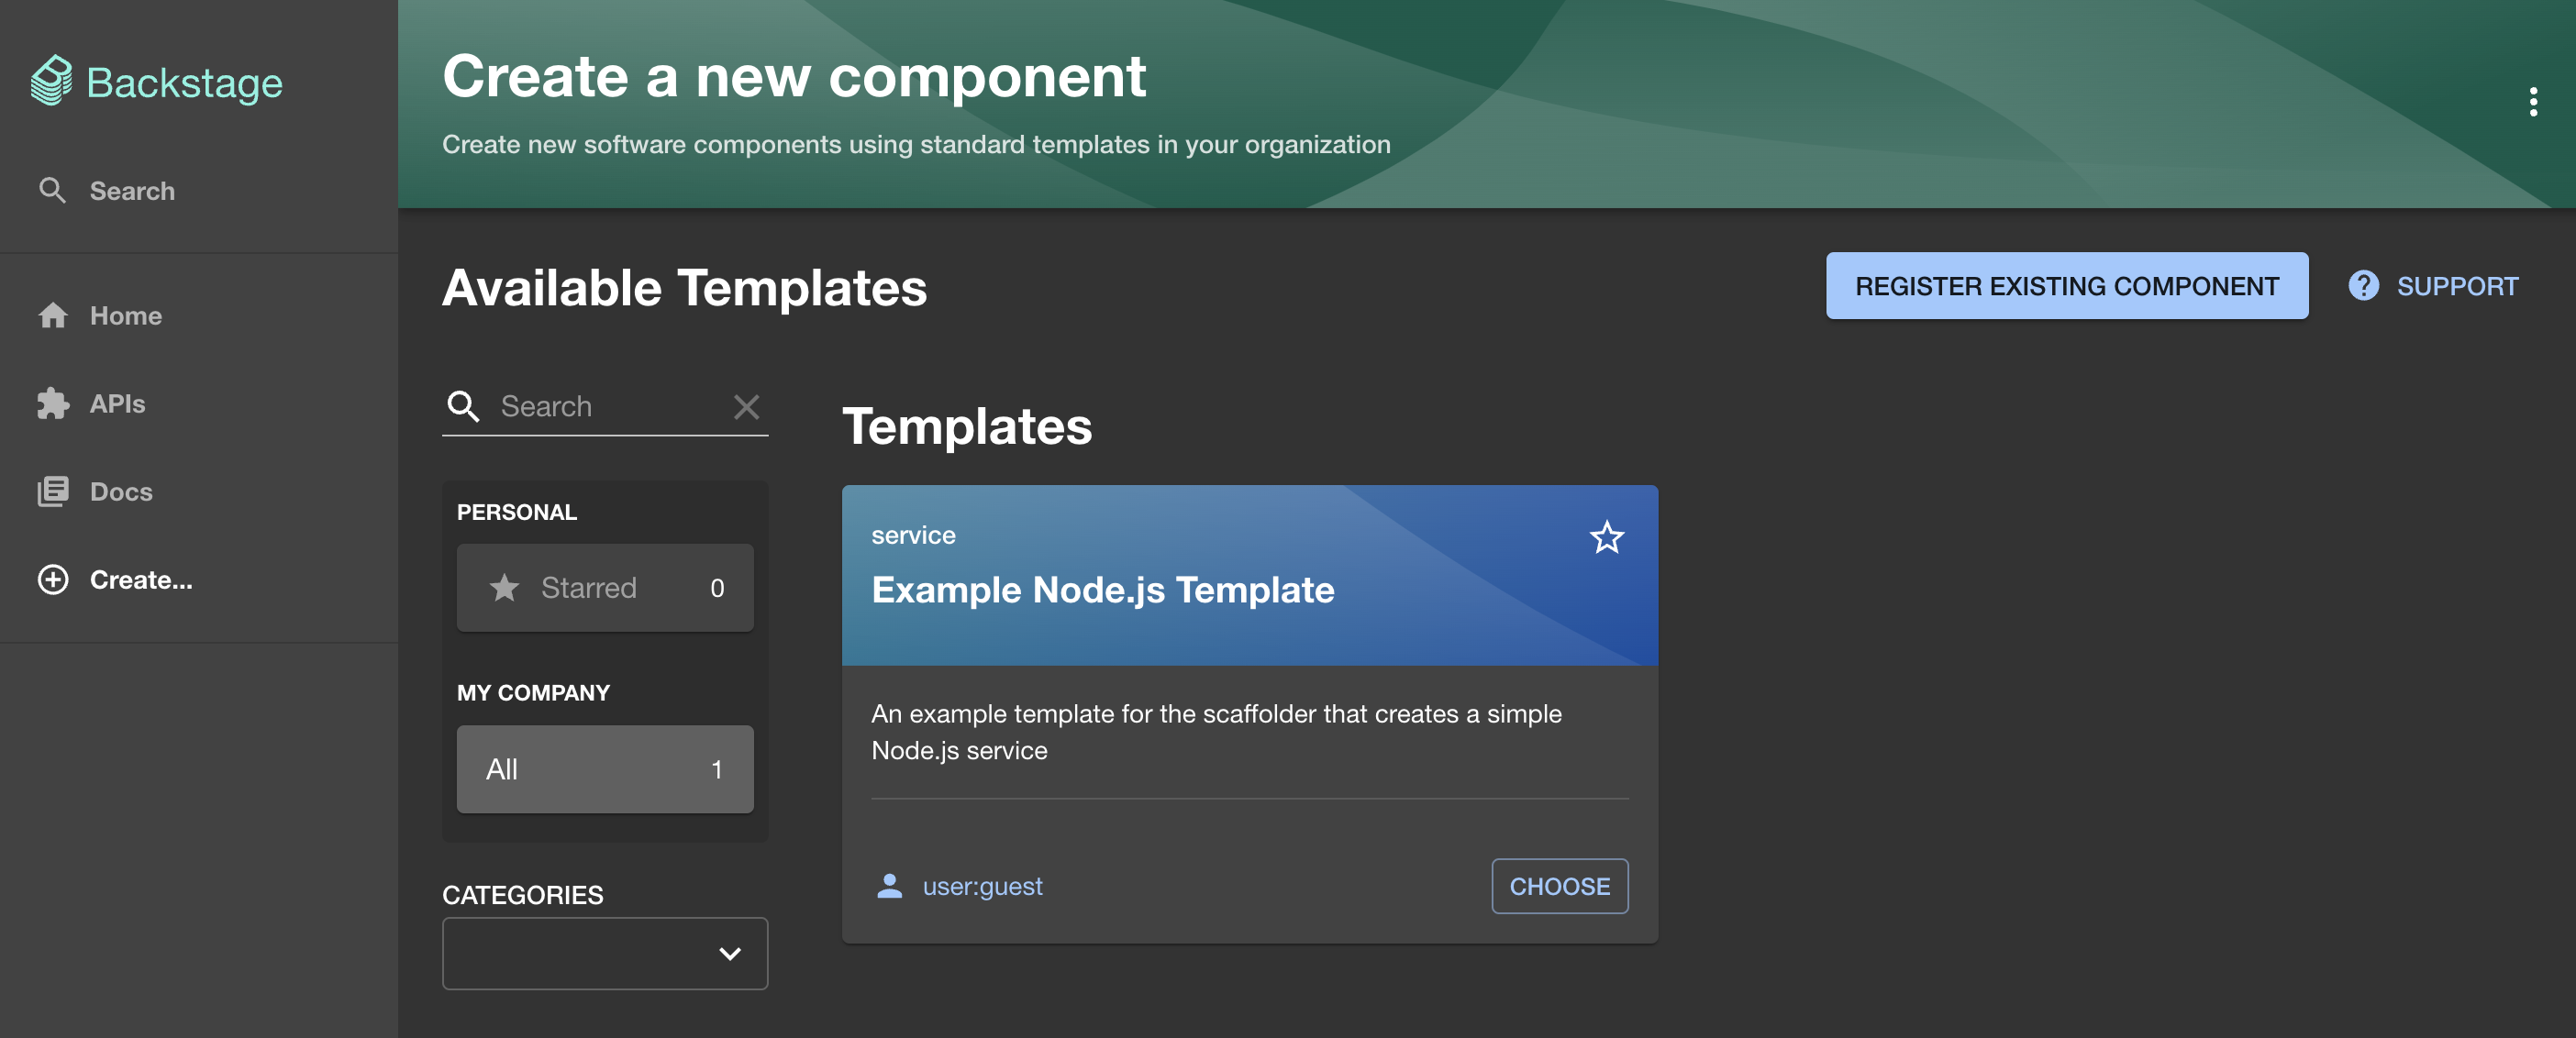 Backstage
Search
Home
APIs
Docs
Create...
Create a new component
Create new software components using standard templates in your organization
Available Templates
REGISTER EXISTING COMPONENT
SUPPORT
Search
PERSONAL
Starred 0
MY COMPANY
All 1
CATEGORIES
Templates
service
Example Node.js Template
An example template for the scaffolder that creates a simple
Node.js service
user:guest
CHOOSE